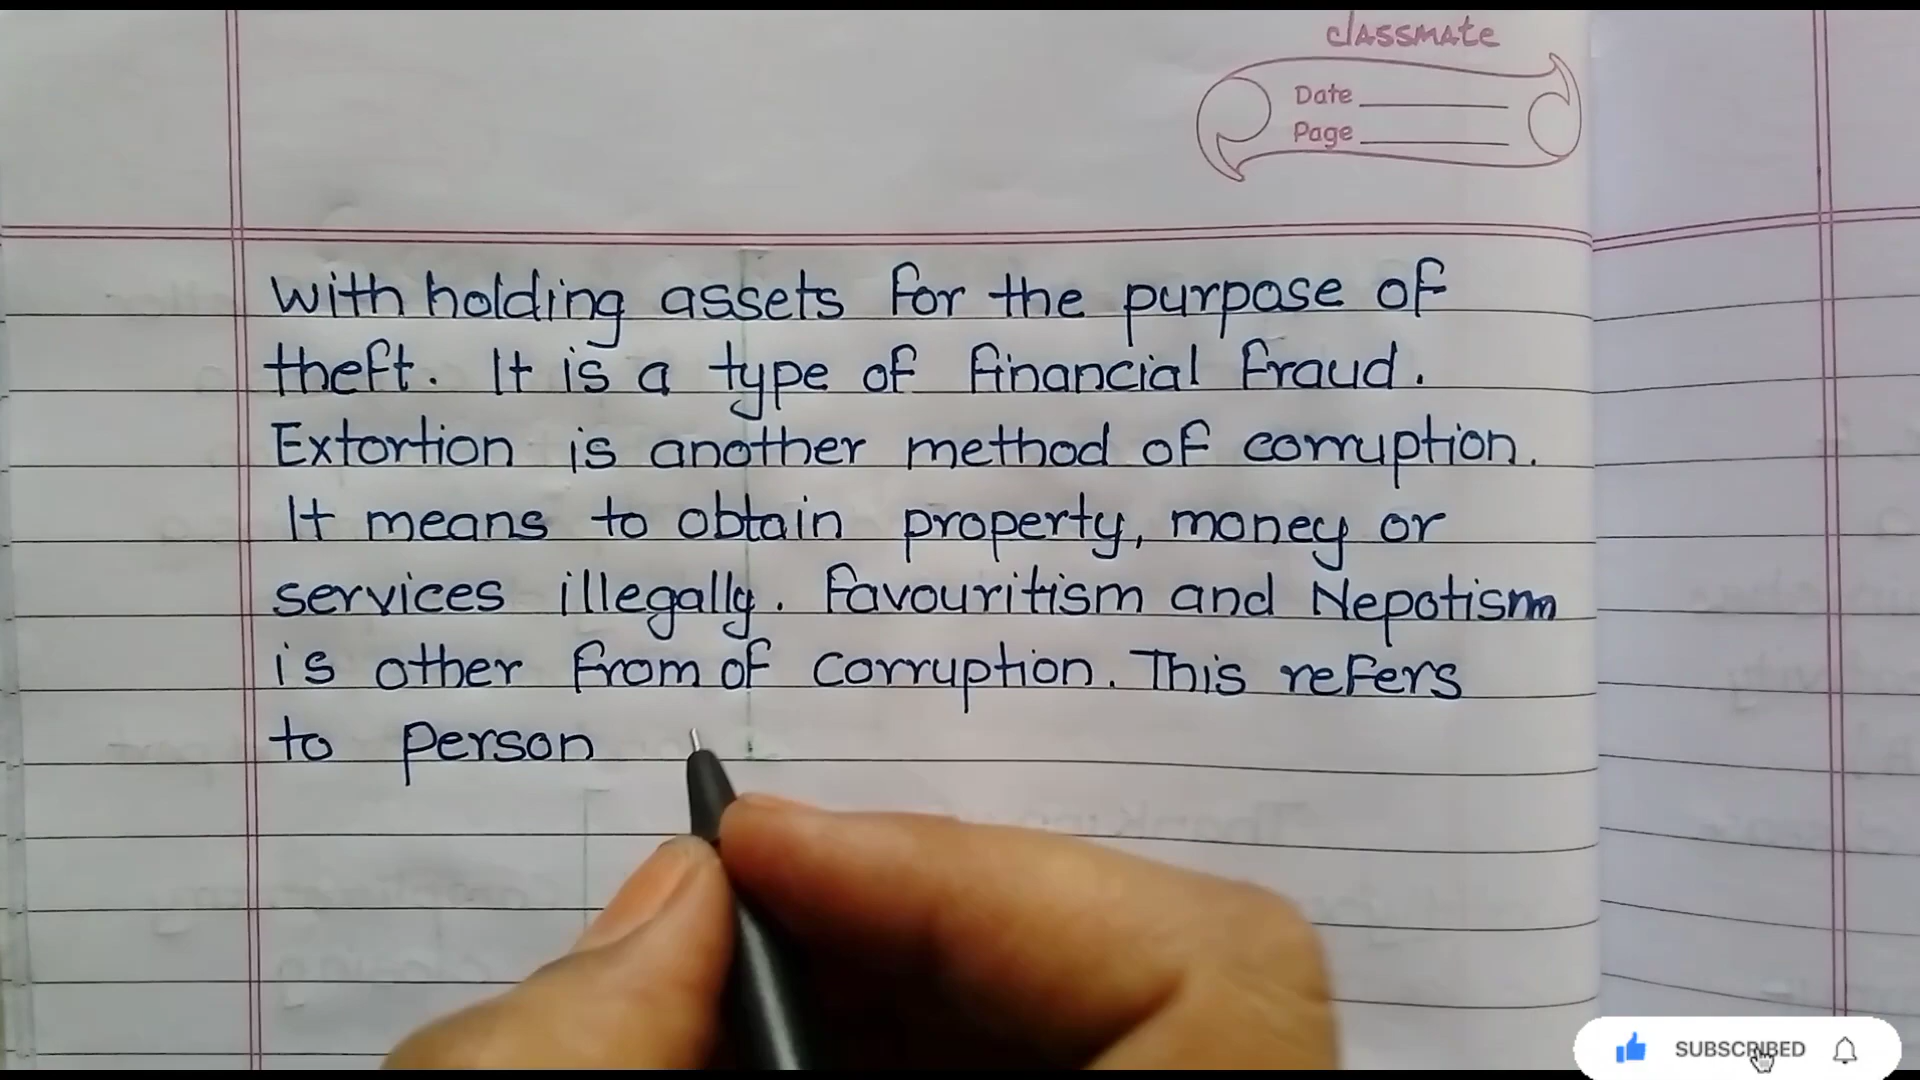 classmate
Date
Page
with holding assets for the purpose of
theft. It is a type of financial fraud.
Extortion is another method of corruption.
It means to obtain property, money or
services illegally. Favouritism and Nepotism
is other from of corruption. This refers
to person
SUBSCRIBED